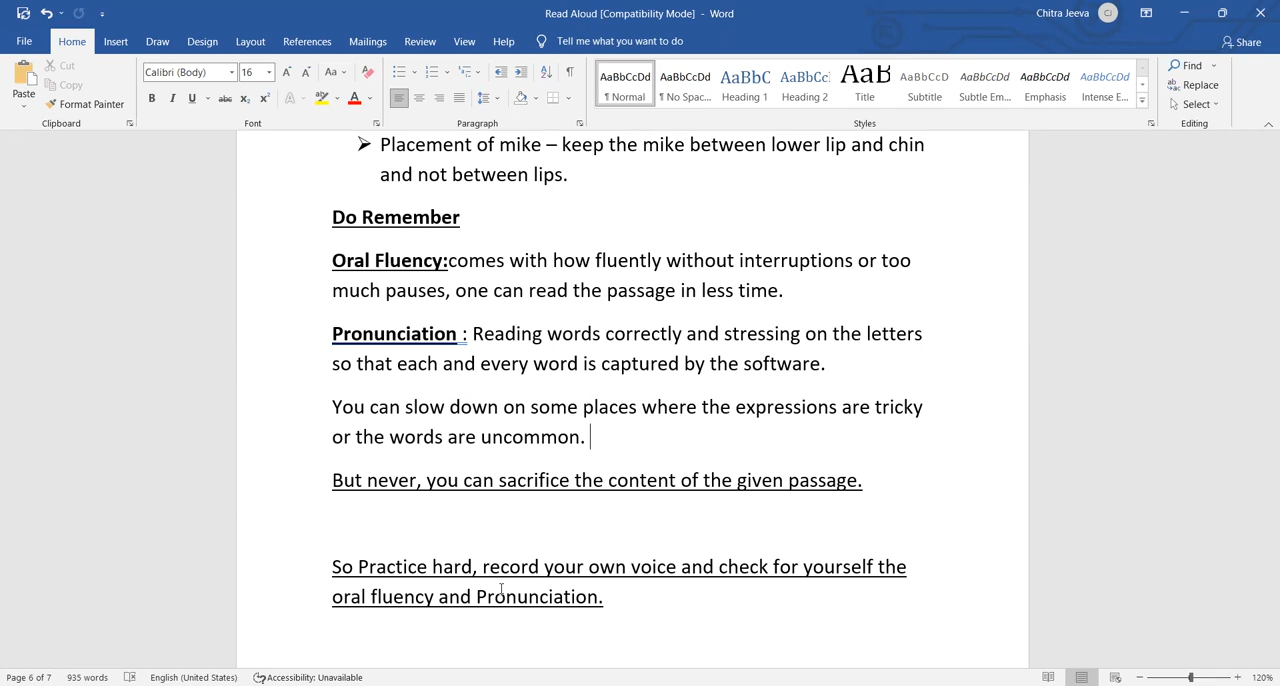 Read Aloud [Compatibility Mode] - Word
Chitra Jeeva
CJ
File Home Insert Draw Design Layout References Mailings Review View Help Tell me what you want to do
Share
Paste
Cut
Copy
Format Painter
Clipboard
Calibri (Body) 16
Font
Paragraph
AaBbCcDd AaBbCcDd AaBbC AaBbCc AaB AaBbCcD AaBbCcDd AaBbCcDd AaBbCcDd
¶ Normal ¶ No Spac... Heading 1 Heading 2 Title Subtitle Subtle Em... Emphasis Intense E...
Styles
Find
Replace
Select
Editing
➢ Placement of mike – keep the mike between lower lip and chin
and not between lips.
Do Remember
Oral Fluency:comes with how fluently without interruptions or too
much pauses, one can read the passage in less time.
Pronunciation : Reading words correctly and stressing on the letters
so that each and every word is captured by the software.
You can slow down on some places where the expressions are tricky
or the words are uncommon.
But never, you can sacrifice the content of the given passage.
So Practice hard, record your own voice and check for yourself the
oral fluency and Pronunciation.
Page 6 of 7 935 words English (United States) Accessibility: Unavailable 120%